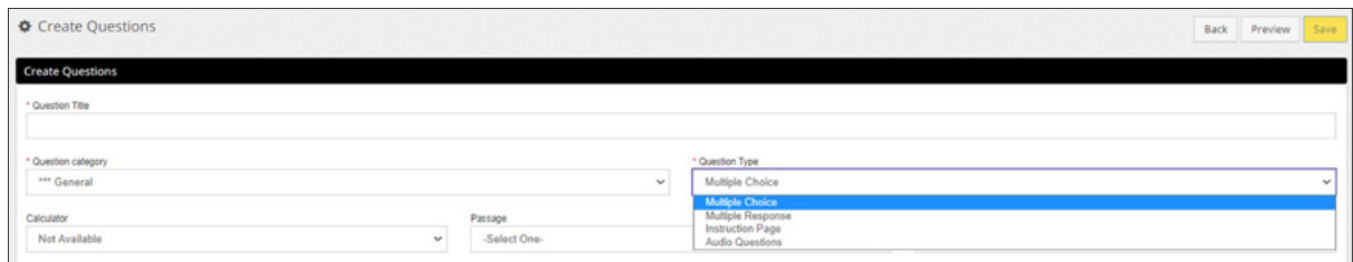 Create Questions
Back Preview Save
Create Questions
* Question Title
* Question category * Question Type
*** General Multiple Choice
Multiple Choice
Multiple Response
Instruction Page
Audio Questions
Calculator Passage
Not Available -Select One-